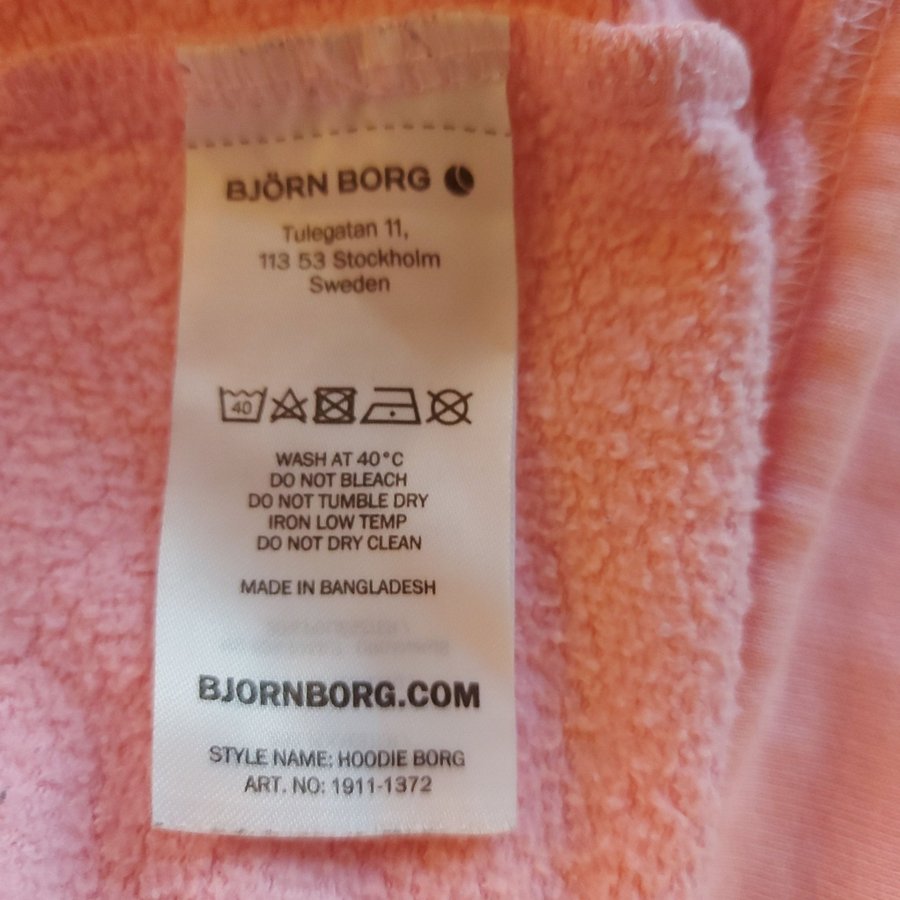 BJÖRN BORG
Tulegatan 11,
113 53 Stockholm
Sweden
40
WASH AT 40°C
DO NOT BLEACH
DO NOT TUMBLE DRY
IRON LOW TEMP
DO NOT DRY CLEAN
MADE IN BANGLADESH
BJORNBORG.COM
STYLE NAME: HOODIE BORG
ART. NO: 1911-1372